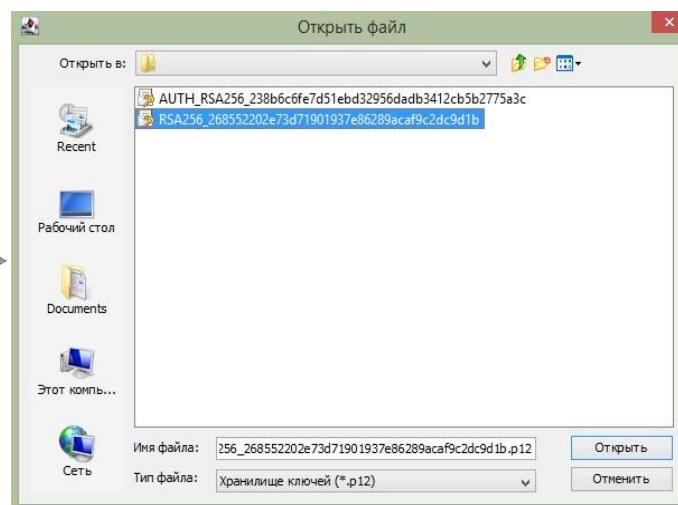 Открыть файл
Открыть в:
AUTH_RSA256_238b6c6fe7d51ebd32956dadb3412cb5b2775a3c
RSA256_268552202e73d71901937e86289acaf9c2dc9d1b
Recent
Рабочий стол
Documents
Этот компь...
Сеть
Имя файла: 256_268552202e73d71901937e86289acaf9c2dc9d1b.p12 Открыть
Тип файла: Хранилище ключей (*.p12) Отменить